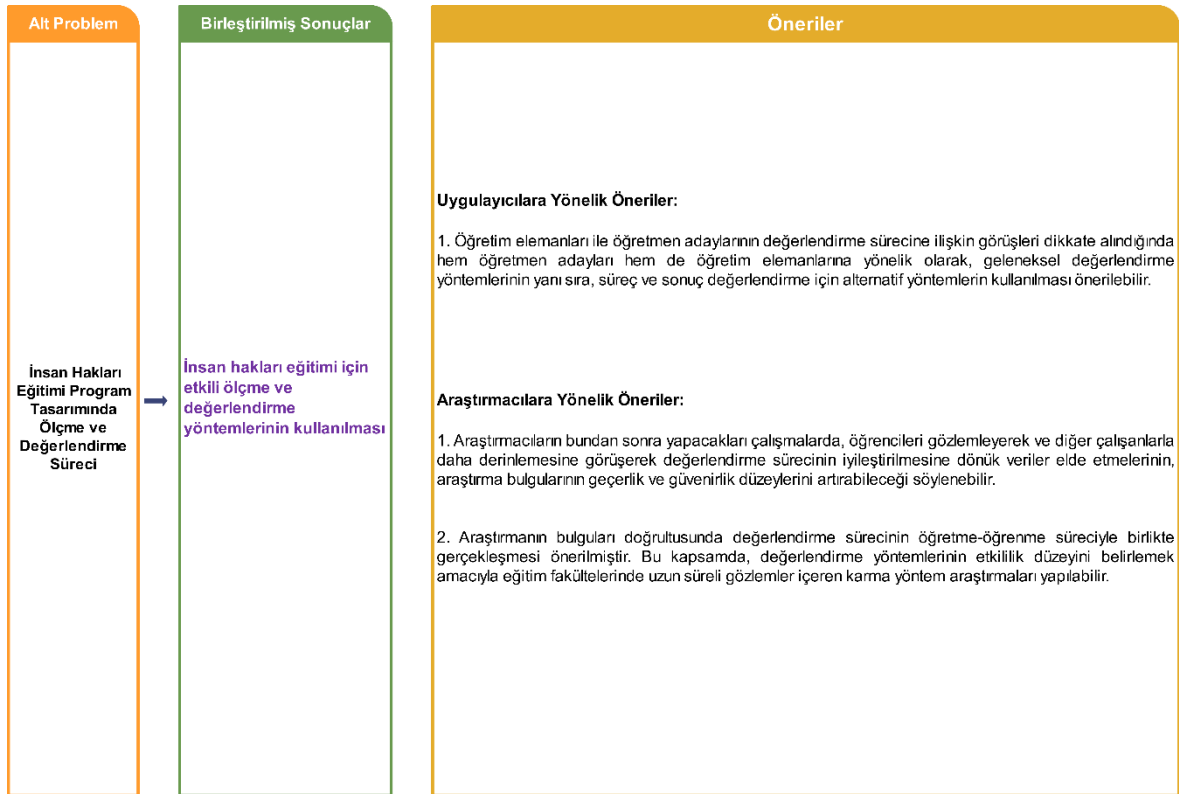 Alt Problem
Birleştirilmiş Sonuçlar
Öneriler
İnsan Hakları
Eğitimi Program
Tasarımında
Ölçme ve
Değerlendirme
Süreci
İnsan hakları eğitimi için
etkili ölçme ve
değerlendirme
yöntemlerinin kullanılması
Uygulayıcılara Yönelik Öneriler:
1. Öğretim elemanları ile öğretmen adaylarının değerlendirme sürecine ilişkin görüşleri dikkate alındığında
hem öğretmen adayları hem de öğretim elemanlarına yönelik olarak, geleneksel değerlendirme
yöntemlerinin yanı sıra, süreç ve sonuç değerlendirme için alternatif yöntemlerin kullanılması önerilebilir.
Araştırmacılara Yönelik Öneriler:
1. Araştırmacıların bundan sonra yapacakları çalışmalarda, öğrencileri gözlemleyerek ve diğer çalışanlarla
daha derinlemesine görüşerek değerlendirme sürecinin iyileştirilmesine dönük veriler elde etmelerinin,
araştırma bulgularının geçerlik ve güvenirlik düzeylerini artırabileceği söylenebilir.
2. Araştırmanın bulguları doğrultusunda değerlendirme sürecinin öğretme-öğrenme süreciyle birlikte
gerçekleşmesi önerilmiştir. Bu kapsamda, değerlendirme yöntemlerinin etkililik düzeyini belirlemek
amacıyla eğitim fakültelerinde uzun süreli gözlemler içeren karma yöntem araştırmaları yapılabilir.